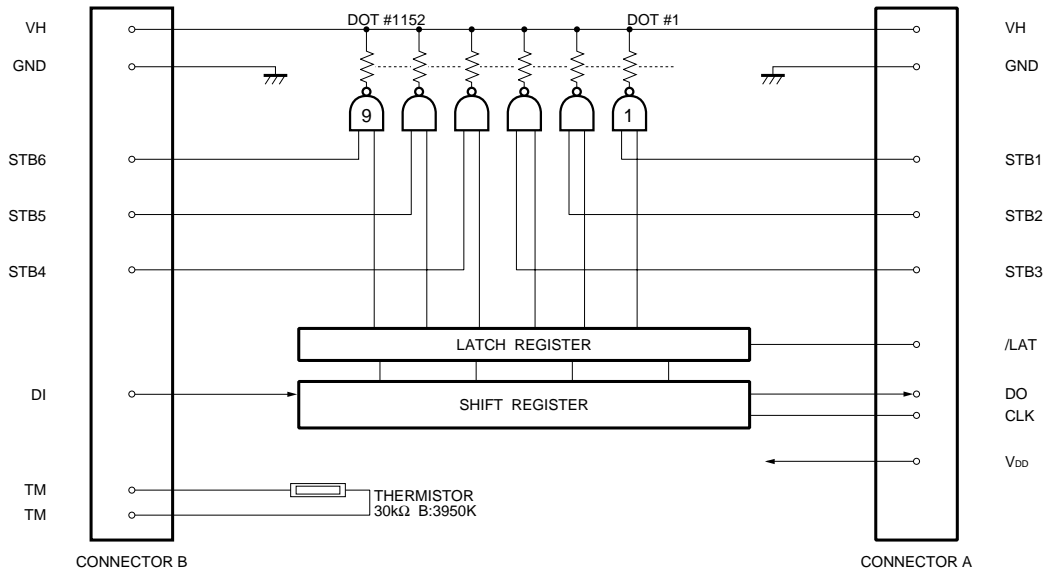 VH DOT #1152 DOT #1 VH
GND GND
9 1
STB6 STB1
STB5 STB2
STB4 STB3
LATCH REGISTER /LAT
DI SHIFT REGISTER DO
CLK
VDD
TM THERMISTOR
30kΩ B:3950K
TM
CONNECTOR B CONNECTOR A